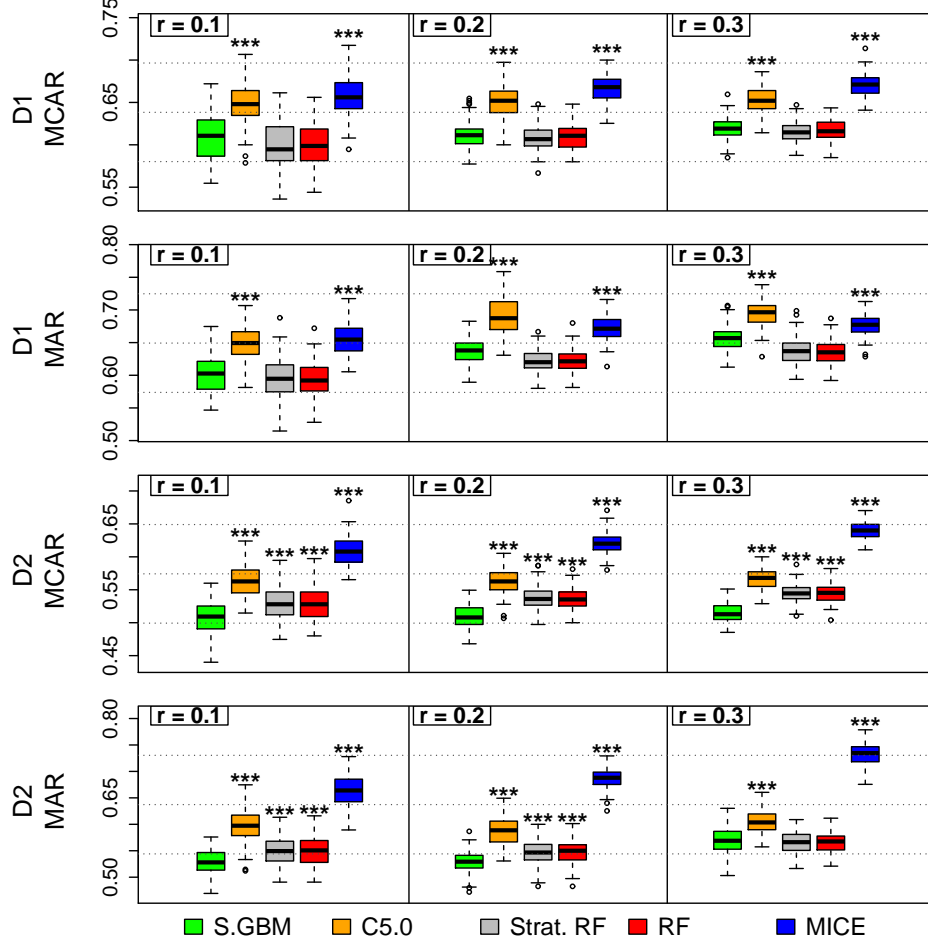 r = 0.1 r = 0.2 r = 0.3
*** *** *** *** *** ***
0.75
0.65
0.55
D1
MCAR
r = 0.1 r = 0.2 r = 0.3
*** *** *** *** *** ***
0.80
0.70
0.60
0.50
D1
MAR
r = 0.1 r = 0.2 r = 0.3
*** *** *** *** *** *** *** *** *** *** *** ***
0.65
0.55
0.45
D2
MCAR
r = 0.1 r = 0.2 r = 0.3
*** *** *** *** *** *** *** *** *** ***
0.80
0.65
0.50
D2
MAR
S.GBM C5.0 Strat. RF RF MICE